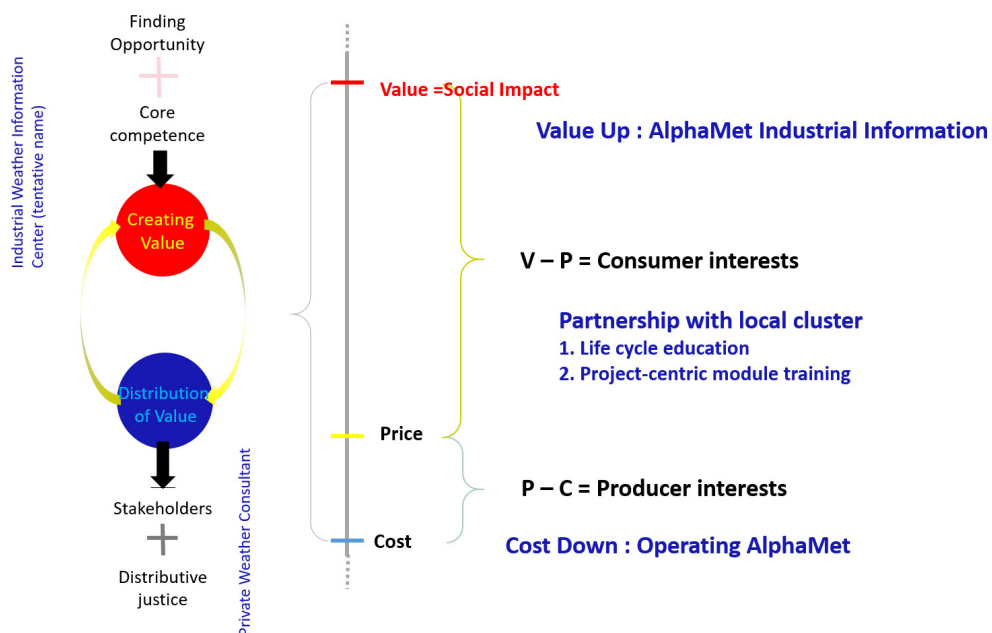 Finding
Opportunity
Core
competence
Creating
Value
Distribution
of Value
Stakeholders
Distributive
justice
Industrial Weather Information
Center (tentative name)
Private Weather Consultant
Value =Social Impact
Price
Cost
Value Up : AlphaMet Industrial Information
V – P = Consumer interests
Partnership with local cluster
1. Life cycle education
2. Project-centric module training
P – C = Producer interests
Cost Down : Operating AlphaMet